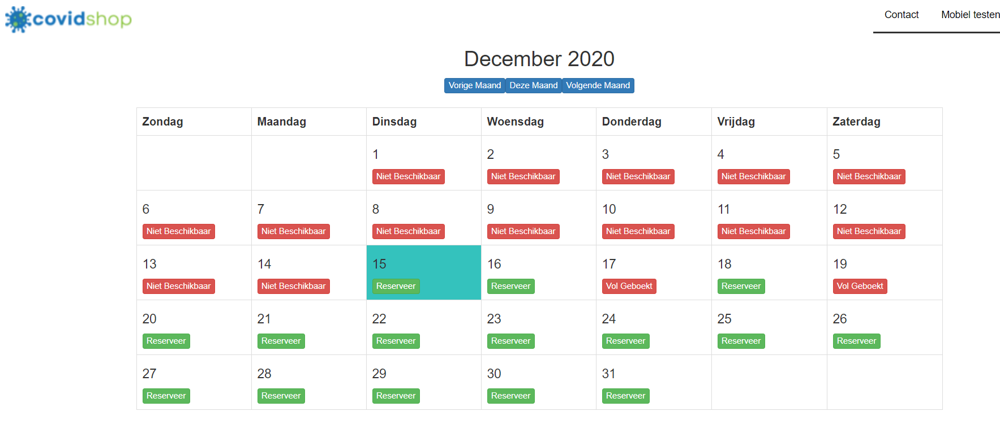 covidshop
Contact Mobiel testen
December 2020
Vorige Maand Deze Maand Volgende Maand
Zondag Maandag Dinsdag Woensdag Donderdag Vrijdag Zaterdag
1 2 3 4 5
Niet Beschikbaar Niet Beschikbaar Niet Beschikbaar Niet Beschikbaar Niet Beschikbaar
6 7 8 9 10 11 12
Niet Beschikbaar Niet Beschikbaar Niet Beschikbaar Niet Beschikbaar Niet Beschikbaar Niet Beschikbaar Niet Beschikbaar
13 14 15 16 17 18 19
Niet Beschikbaar Niet Beschikbaar Reserveer Reserveer Vol Geboekt Reserveer Vol Geboekt
20 21 22 23 24 25 26
Reserveer Reserveer Reserveer Reserveer Reserveer Reserveer Reserveer
27 28 29 30 31
Reserveer Reserveer Reserveer Reserveer Reserveer